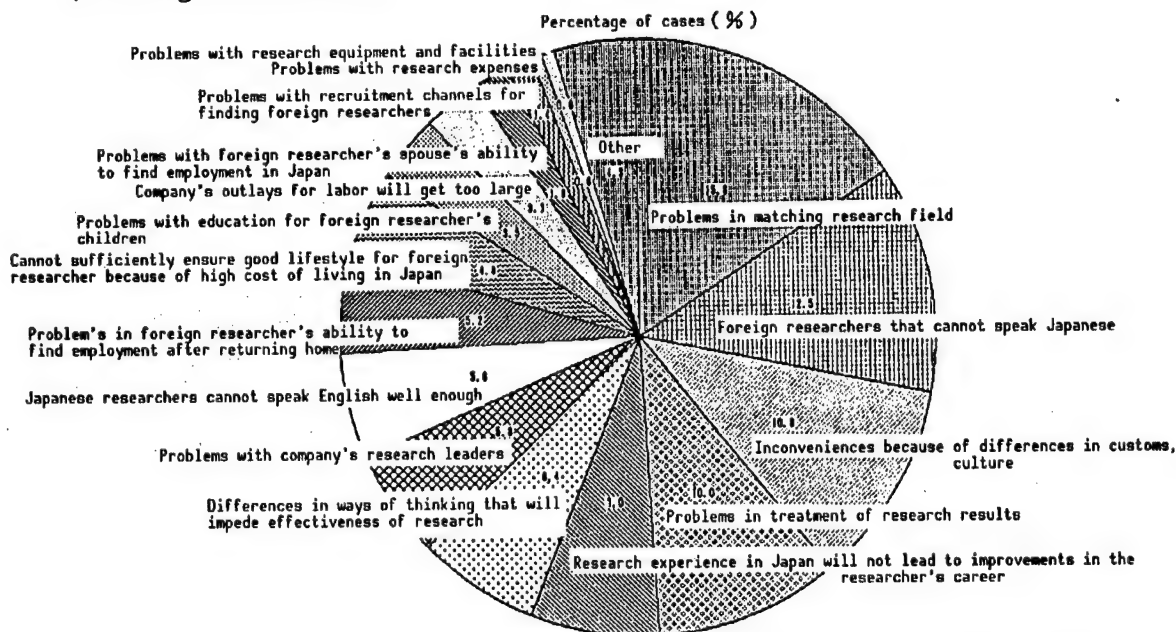 Percentage of cases (%)
Problems with research equipment and facilities
Problems with research expenses
Problems with recruitment channels for
finding foreign researchers
Other
Problems with foreign researcher's spouse's ability
to find employment in Japan
Company's outlays for labor will get too large
Problems in matching research field
Problems with education for foreign researcher's
children
Cannot sufficiently ensure good lifestyle for foreign
researcher because of high cost of living in Japan
12.5
Foreign researchers that cannot speak Japanese
5.2
Problem's in foreign researcher's ability to
find employment after returning home
Japanese researchers cannot speak English well enough
Inconveniences because of differences in customs,
culture
Problems with company's research leaders
Differences in ways of thinking that will
impede effectiveness of research
10.0
Problems in treatment of research results
Research experience in Japan will not lead to improvements in the
researcher's career